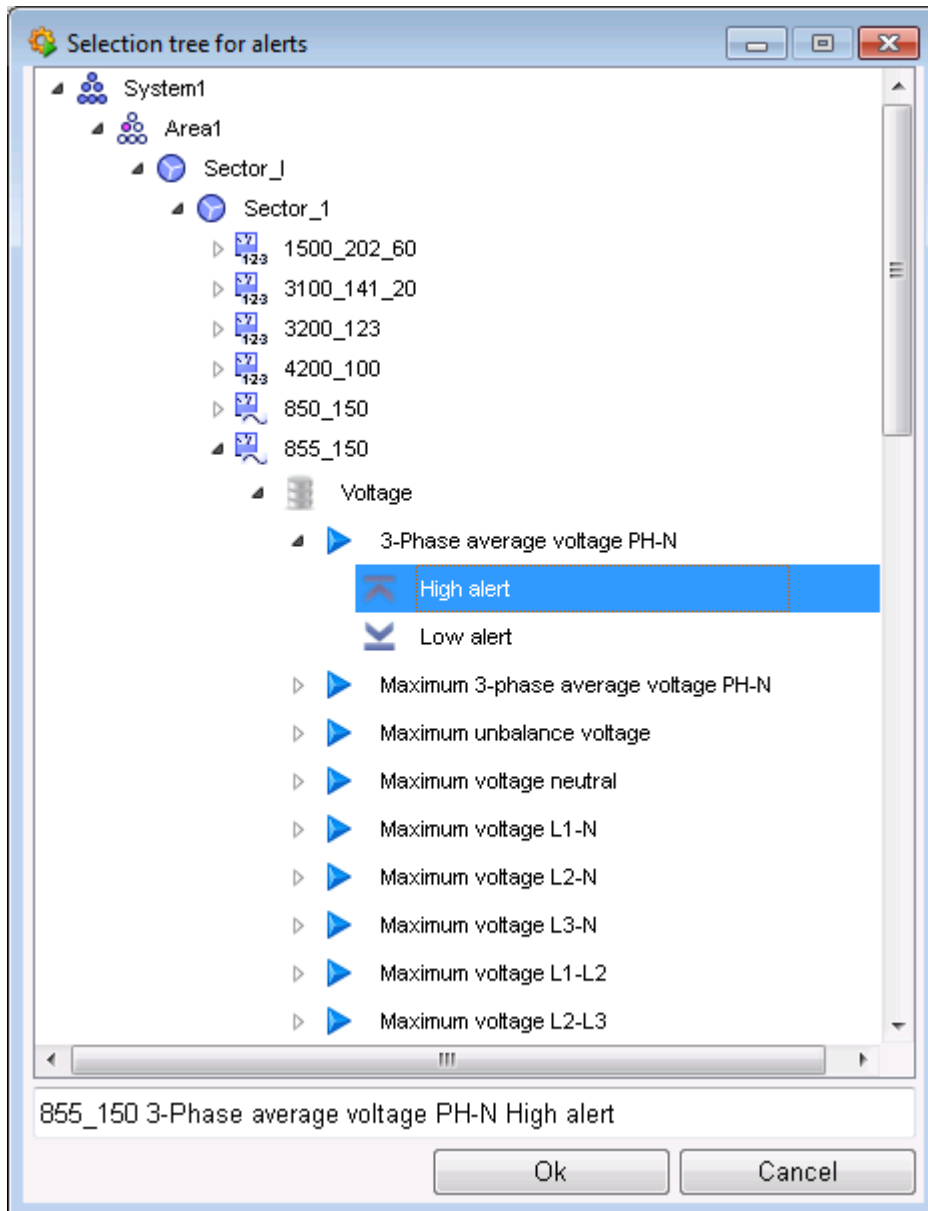 Selection tree for alerts
System1
Area1
Sector_I
Sector_1
1500_202_60
3100_141_20
3200_123
4200_100
850_150
855_150
Voltage
3-Phase average voltage PH-N
High alert
Low alert
Maximum 3-phase average voltage PH-N
Maximum unbalance voltage
Maximum voltage neutral
Maximum voltage L1-N
Maximum voltage L2-N
Maximum voltage L3-N
Maximum voltage L1-L2
Maximum voltage L2-L3
855_150 3-Phase average voltage PH-N High alert
Ok Cancel